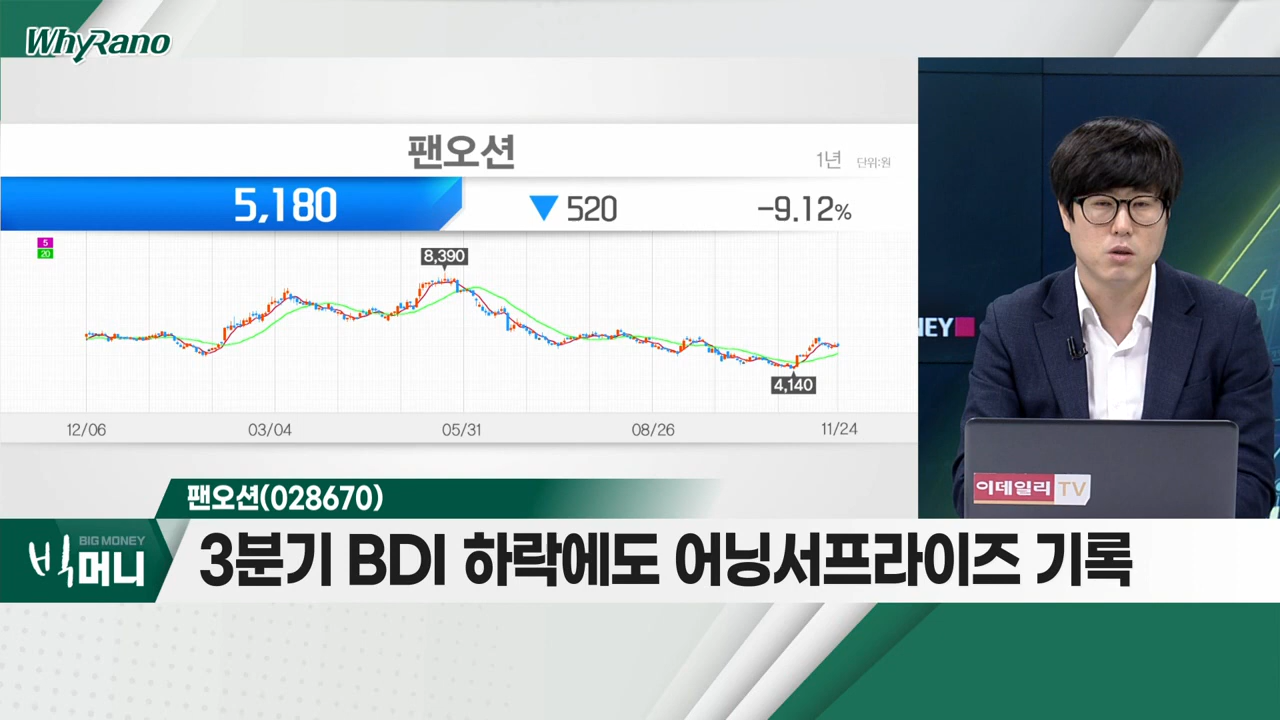 WhyRano
팬오션
1년 단위:원
5,180 ▼ 520 -9.12%
5
20
8,390
4,140
12/06 03/04 05/31 08/26 11/24
NEY
이데일리 TV
팬오션(028670)
BIG MONEY
빅머니
3분기 BDI 하락에도 어닝서프라이즈 기록